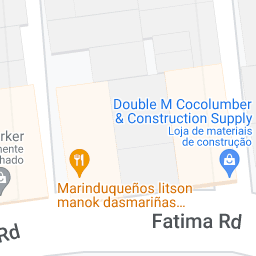 Double M Cocolumber
& Construction Supply
Loja de materiais
de construção
rker
mente
hado
Marinduqueños litson
manok dasmariñas...
Fatima Rd
Rd